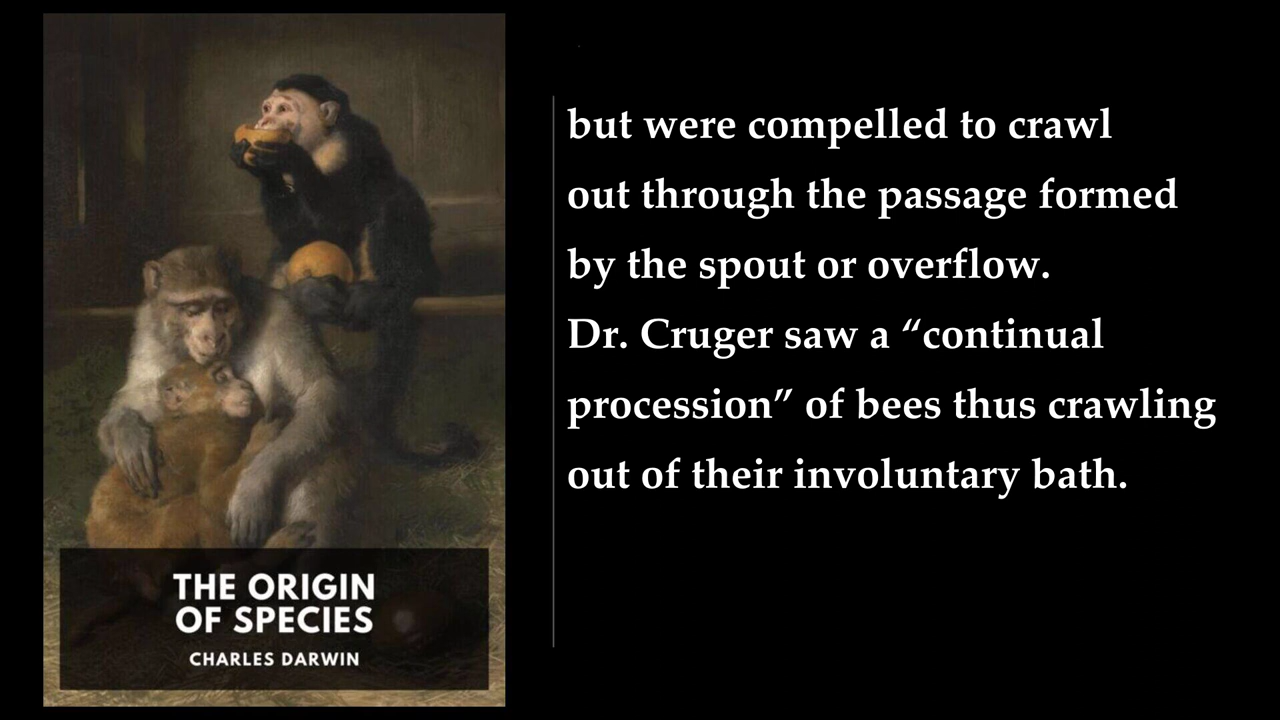 but were compelled to crawl
out through the passage formed
by the spout or overflow.
Dr. Cruger saw a “continual
procession” of bees thus crawling
out of their involuntary bath.
THE ORIGIN
OF SPECIES
CHARLES DARWIN